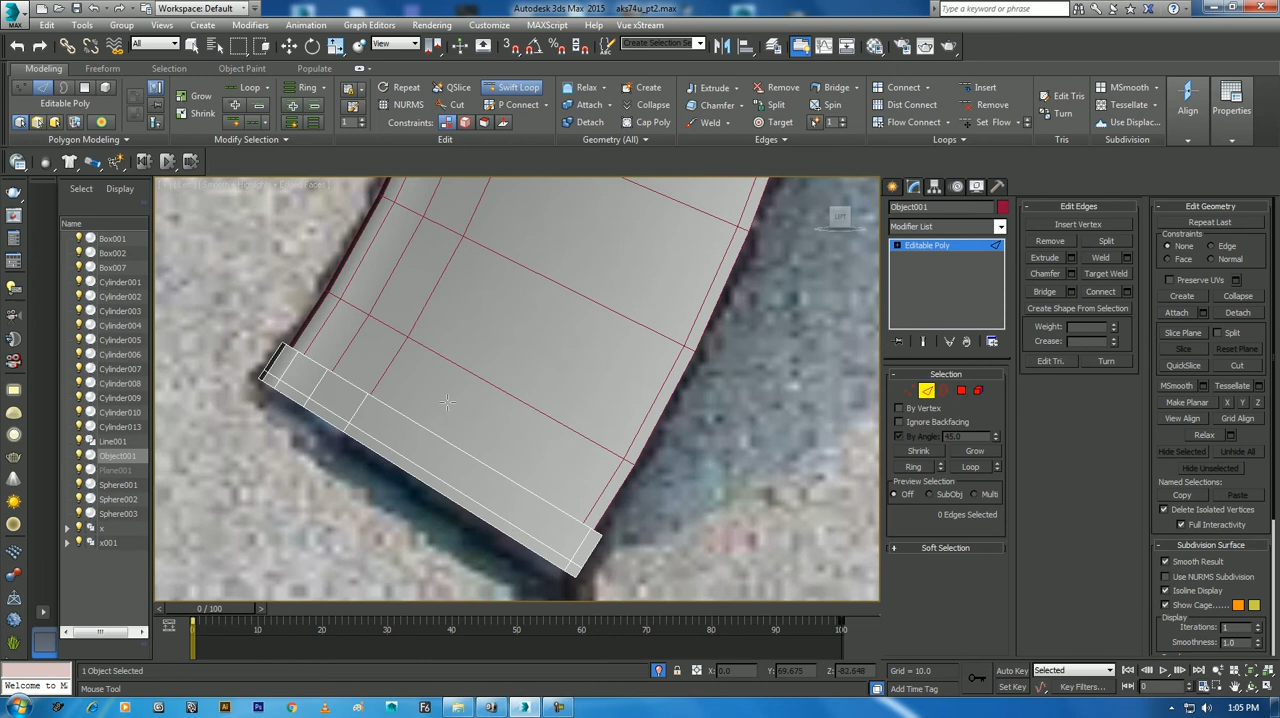 Workspace: Default
Autodesk 3ds Max 2015 aks74u_pt2.max
Type a keyword or phrase
MAX
Edit Tools Group Views Create Modifiers Animation Graph Editors Rendering Customize MAXScript Help Vue xStream
All View Create Selection Se
Modeling Freeform Selection Object Paint Populate
Editable Poly
Grow Shrink Loop Ring
Repeat QSlice Swift Loop
NURMS Cut P Connect
Constraints:
Relax Create
Attach Collapse
Detach Cap Poly
Extrude Remove Bridge
Chamfer Split Spin
Weld Target
Connect Insert
Dist Connect Remove
Flow Connect Set Flow
Edit Tris
Turn
MSmooth
Tessellate
Use Displac...
Align
Properties
Polygon Modeling Modify Selection Edit Geometry (All) Edges Loops Tris Subdivision
Select Display
Name
Box001
Box002
Box007
Cylinder001
Cylinder002
Cylinder003
Cylinder004
Cylinder005
Cylinder006
Cylinder007
Cylinder008
Cylinder009
Cylinder010
Cylinder013
Line001
Object001
Plane001
Sphere001
Sphere002
Sphere003
x
x001
LEFT
Object001
Modifier List
Editable Poly
Selection
By Vertex
Ignore Backfacing
By Angle: 45.0
Shrink Grow
Ring Loop
Preview Selection
Off SubObj Multi
0 Edges Selected
Soft Selection
Edit Edges
Insert Vertex
Remove Split
Extrude Weld
Chamfer Target Weld
Bridge Connect
Create Shape From Selection
Weight:
Crease:
Edit Tri. Turn
Edit Geometry
Repeat Last
Constraints
None Edge
Face Normal
Preserve UVs
Create Collapse
Attach Detach
Slice Plane Split
Slice Reset Plane
QuickSlice Cut
MSmooth Tessellate
Make Planar X Y Z
View Align Grid Align
Relax
Hide Selected Unhide All
Hide Unselected
Named Selections:
Copy Paste
Delete Isolated Vertices
Full Interactivity
Subdivision Surface
Smooth Result
Use NURMS Subdivision
Isoline Display
Show Cage......
Display
Iterations: 1
Smoothness: 1.0
0 / 100
0 10 20 30 40 50 60 70 80 90 100
Welcome to M
1 Object Selected
Mouse Tool
X: 0.0 Y: 69.675 Z: -82.648
Grid = 10.0
Add Time Tag
Auto Key Selected
Set Key Key Filters...
0
1:05 PM